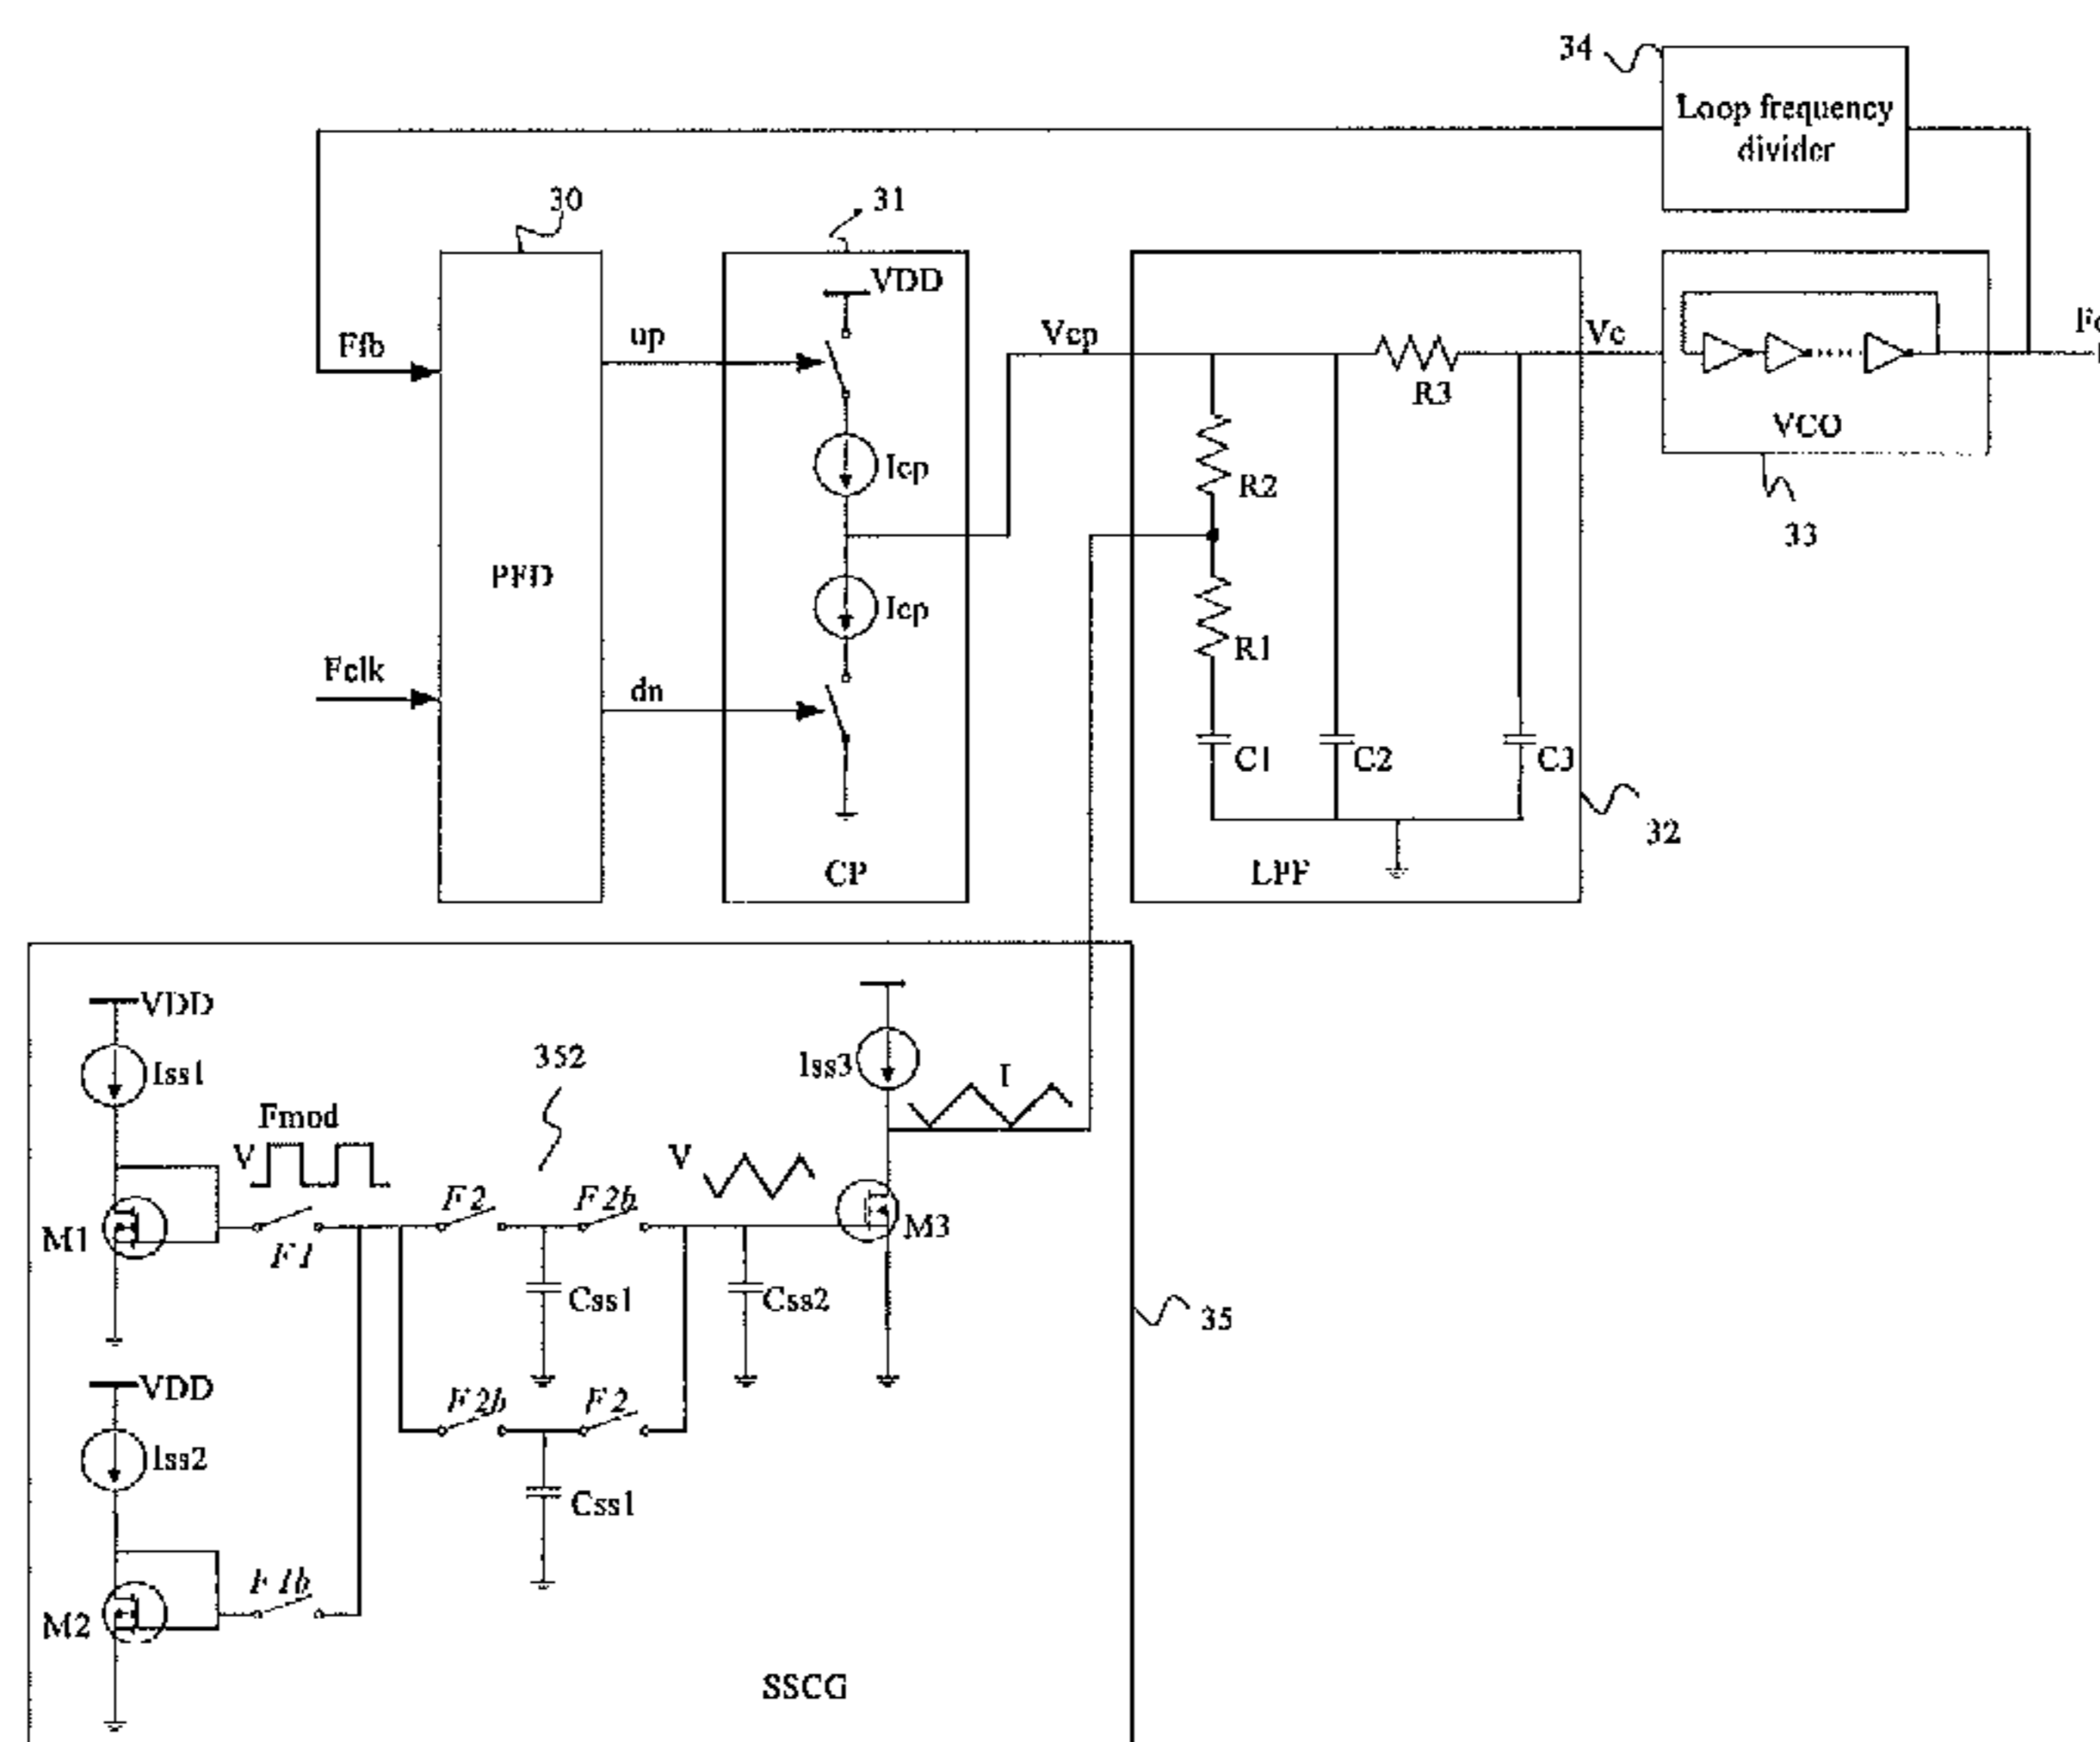 34
Loop frequency
divider
30
31
VDD
Ffb
up
Vcp
Vc
R3
VCO
33
Icp
R2
PFD
Icp
R1
Fclk
dn
C1
C2
C3
32
CP
LPF
VDD
Iss1
352
Iss3
I
Fmod
V
V
F2
F2b
M1
F1
M3
Css1
Css2
35
VDD
F2b
F2
Iss2
Css1
F1b
M2
SSCG